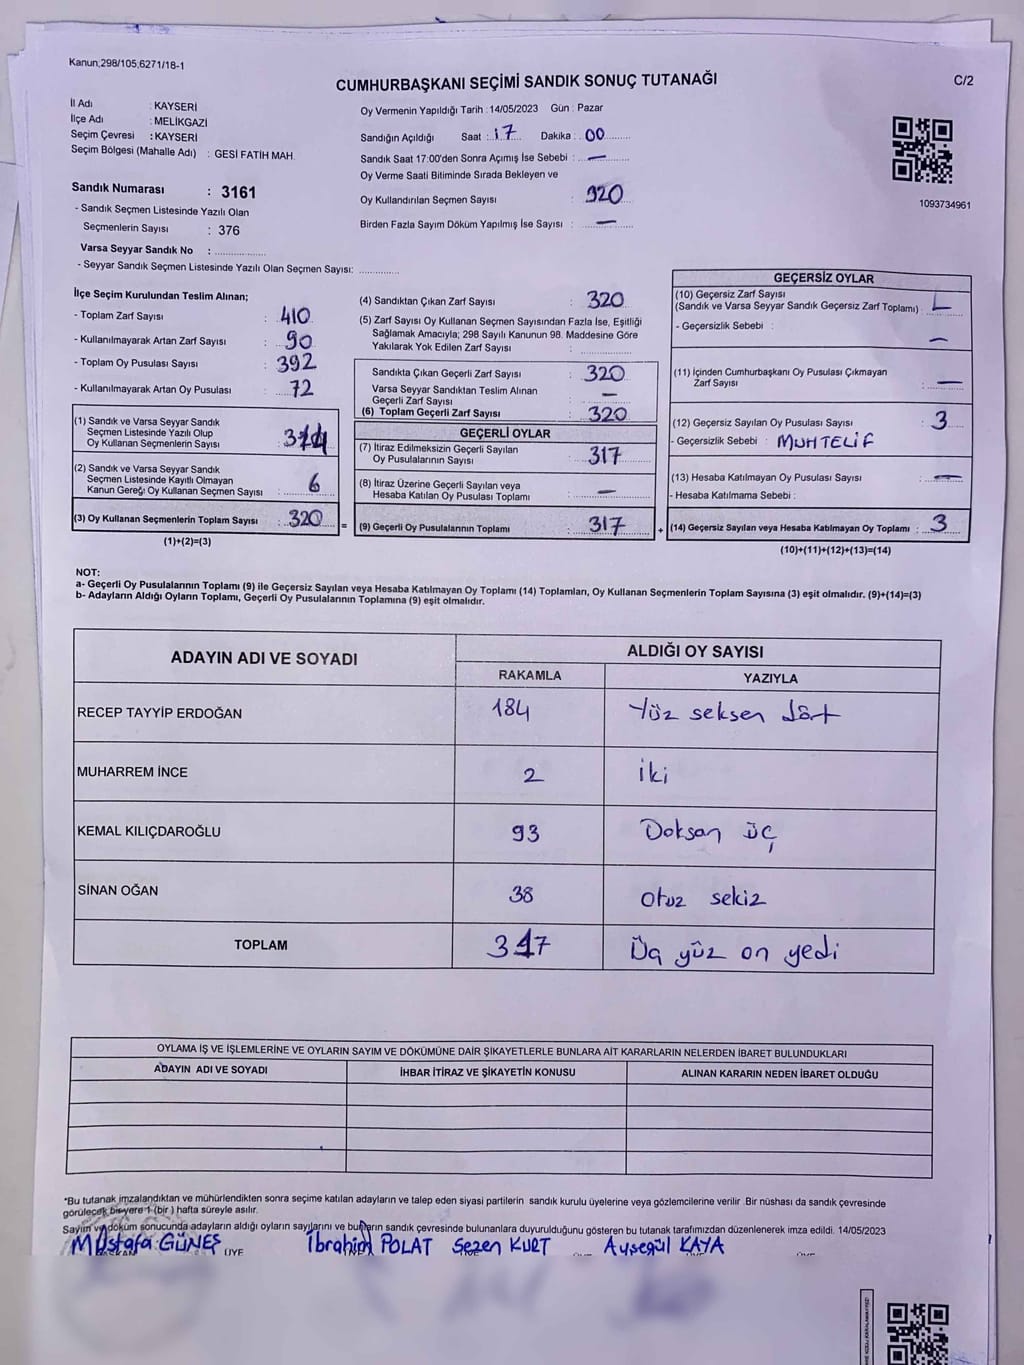 Kanun;298/105;6271/18-1
CUMHURBAŞKANI SEÇİMİ SANDIK SONUÇ TUTANAĞI
C/2
İl Adı : KAYSERİ
İlçe Adı : MELİKGAZİ
Seçim Çevresi : KAYSERİ
Seçim Bölgesi (Mahalle Adı) : GESİ FATİH MAH.
Sandık Numarası : 3161
- Sandık Seçmen Listesinde Yazılı Olan
Seçmenlerin Sayısı : 376
Varsa Seyyar Sandık No :
- Seyyar Sandık Seçmen Listesinde Yazılı Olan Seçmen Sayısı:
Oy Vermenin Yapıldığı Tarih : 14/05/2023 Gün : Pazar
Sandığın Açıldığı Saat : 17 Dakika : 00
Sandık Saat 17:00'den Sonra Açımış İse Sebebi : —
Oy Verme Saati Bitiminde Sırada Bekleyen ve
Oy Kullandırılan Seçmen Sayısı : 320
Birden Fazla Sayım Döküm Yapılmış İse Sayısı : —
1093734961
İlçe Seçim Kurulundan Teslim Alınan;
- Toplam Zarf Sayısı : 410
- Kullanılmayarak Artan Zarf Sayısı : 90
- Toplam Oy Pusulası Sayısı : 392
- Kullanılmayarak Artan Oy Pusulası : 72
(1) Sandık ve Varsa Seyyar Sandık
Seçmen Listesinde Yazılı Olup
Oy Kullanan Seçmenlerin Sayısı : 314
(2) Sandık ve Varsa Seyyar Sandık
Seçmen Listesinde Kayıtlı Olmayan
Kanun Gereği Oy Kullanan Seçmen Sayısı : 6
(3) Oy Kullanan Seçmenlerin Toplam Sayısı : 320 =
(1)+(2)=(3)
(4) Sandıktan Çıkan Zarf Sayısı : 320
(5) Zarf Sayısı Oy Kullanan Seçmen Sayısından Fazla İse, Eşitliği
Sağlamak Amacıyla; 298 Sayılı Kanunun 98. Maddesine Göre
Yakılarak Yok Edilen Zarf Sayısı :
Sandıkta Çıkan Geçerli Zarf Sayısı : 320
Varsa Seyyar Sandıktan Teslim Alınan
Geçerli Zarf Sayısı : —
(6) Toplam Geçerli Zarf Sayısı : 320
GEÇERLİ OYLAR
(7) İtiraz Edilmeksizin Geçerli Sayılan
Oy Pusulalarının Sayısı : 317
(8) İtiraz Üzerine Geçerli Sayılan veya
Hesaba Katılan Oy Pusulası Toplamı : —
(9) Geçerli Oy Pusulalarının Toplamı : 317 +
GEÇERSİZ OYLAR
(10) Geçersiz Zarf Sayısı
(Sandık ve Varsa Seyyar Sandık Geçersiz Zarf Toplamı) : —
- Geçersizlik Sebebi : —
(11) İçinden Cumhurbaşkanı Oy Pusulası Çıkmayan
Zarf Sayısı : —
(12) Geçersiz Sayılan Oy Pusulası Sayısı : 3
- Geçersizlik Sebebi : MUHTELİF
(13) Hesaba Katılmayan Oy Pusulası Sayısı : —
- Hesaba Katılmama Sebebi :
(14) Geçersiz Sayılan veya Hesaba Katılmayan Oy Toplamı : 3
(10)+(11)+(12)+(13)=(14)
NOT:
a- Geçerli Oy Pusulalarının Toplamı (9) ile Geçersiz Sayılan veya Hesaba Katılmayan Oy Toplamı (14) Toplamları, Oy Kullanan Seçmenlerin Toplam Sayısına (3) eşit olmalıdır. (9)+(14)=(3)
b- Adayların Aldığı Oyların Toplamı, Geçerli Oy Pusulalarının Toplamına (9) eşit olmalıdır.
ADAYIN ADI VE SOYADI
ALDIĞI OY SAYISI
RAKAMLA YAZIYLA
RECEP TAYYİP ERDOĞAN 184 Yüz seksen dört
MUHARREM İNCE 2 İki
KEMAL KILIÇDAROĞLU 93 Doksan üç
SİNAN OĞAN 38 otuz sekiz
TOPLAM 317 Üç yüz on yedi
OYLAMA İŞ VE İŞLEMLERİNE VE OYLARIN SAYIM VE DÖKÜMÜNE DAİR ŞİKAYETLERLE BUNLARA AİT KARARLARIN NELERDEN İBARET BULUNDUKLARI
ADAYIN ADI VE SOYADI İHBAR İTİRAZ VE ŞİKAYETİN KONUSU ALINAN KARARIN NEDEN İBARET OLDUĞU
*Bu tutanak imzalandıktan ve mühürlendikten sonra seçime katılan adayların ve talep eden siyasi partilerin sandık kurulu üyelerine veya gözlemcilerine verilir .Bir nüshası da sandık çevresinde
görülecek bir yere 1 (bir ) hafta süreyle asılır.
Sayım ve döküm sonucunda adayların aldığı oyların sayılarını ve bunların sandık çevresinde bulunanlara duyurulduğunu gösteren bu tutanak tarafımızdan düzenlenerek imza edildi. 14/05/2023
Mustafa GÜNEŞ İbrahim POLAT Sezen KURT Ayşegül KAYA
BAŞKAN ÜYE